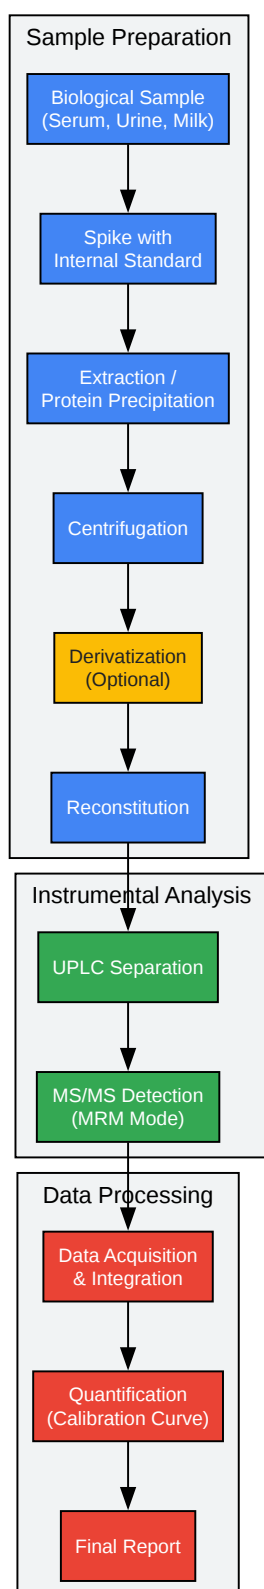 Sample Preparation
Biological Sample
(Serum, Urine, Milk)
Spike with
Internal Standard
Extraction /
Protein Precipitation
Centrifugation
Derivatization
(Optional)
Reconstitution
Instrumental Analysis
UPLC Separation
MS/MS Detection
(MRM Mode)
Data Processing
Data Acquisition
& Integration
Quantification
(Calibration Curve)
Final Report